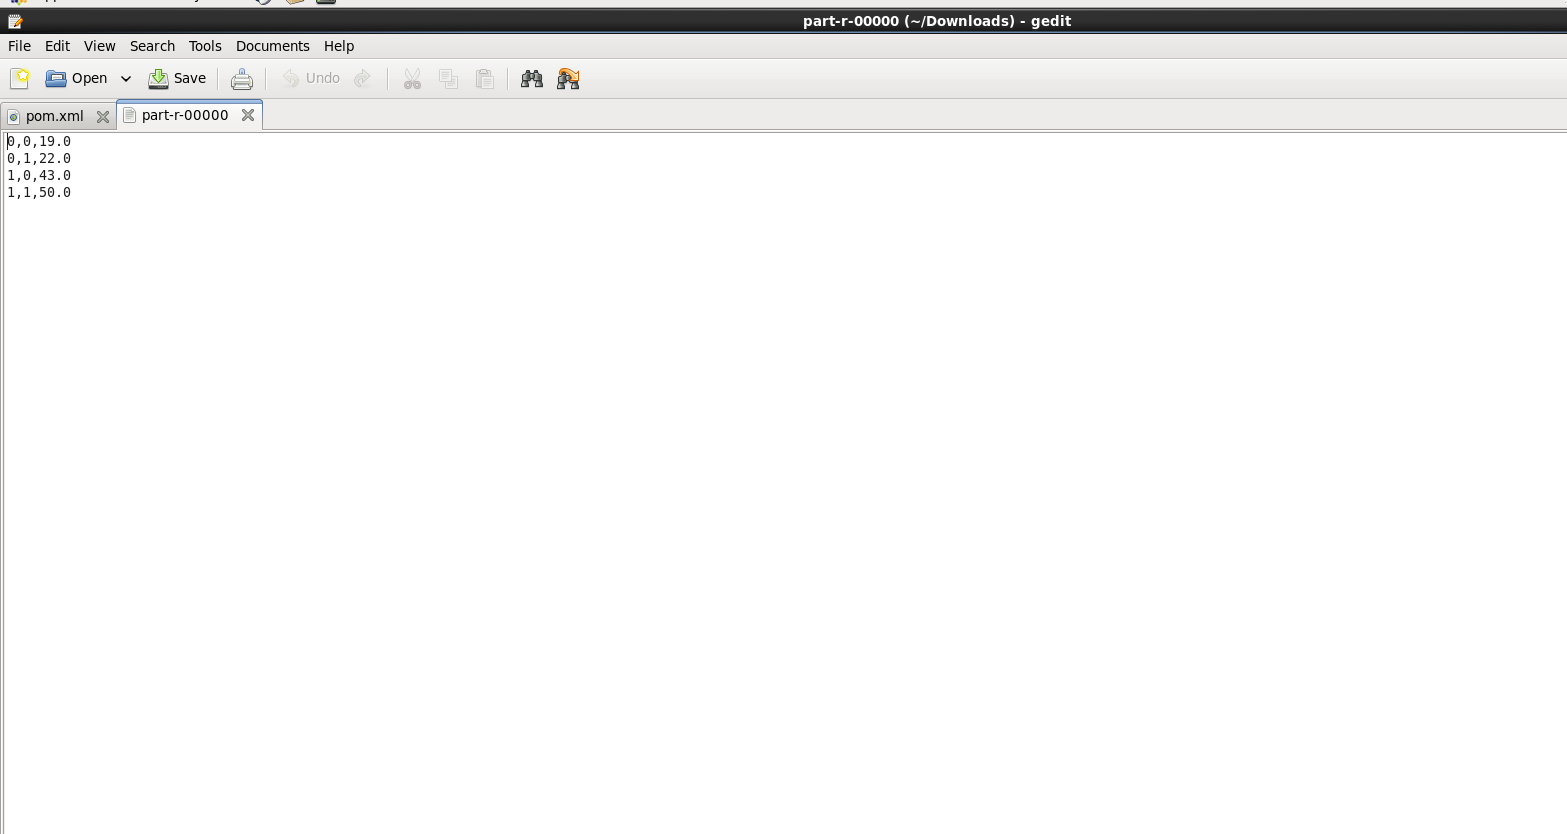 part-r-00000 (~/Downloads) - gedit
File Edit View Search Tools Documents Help
Open Save Undo
pom.xml part-r-00000
0,0,19.0
0,1,22.0
1,0,43.0
1,1,50.0